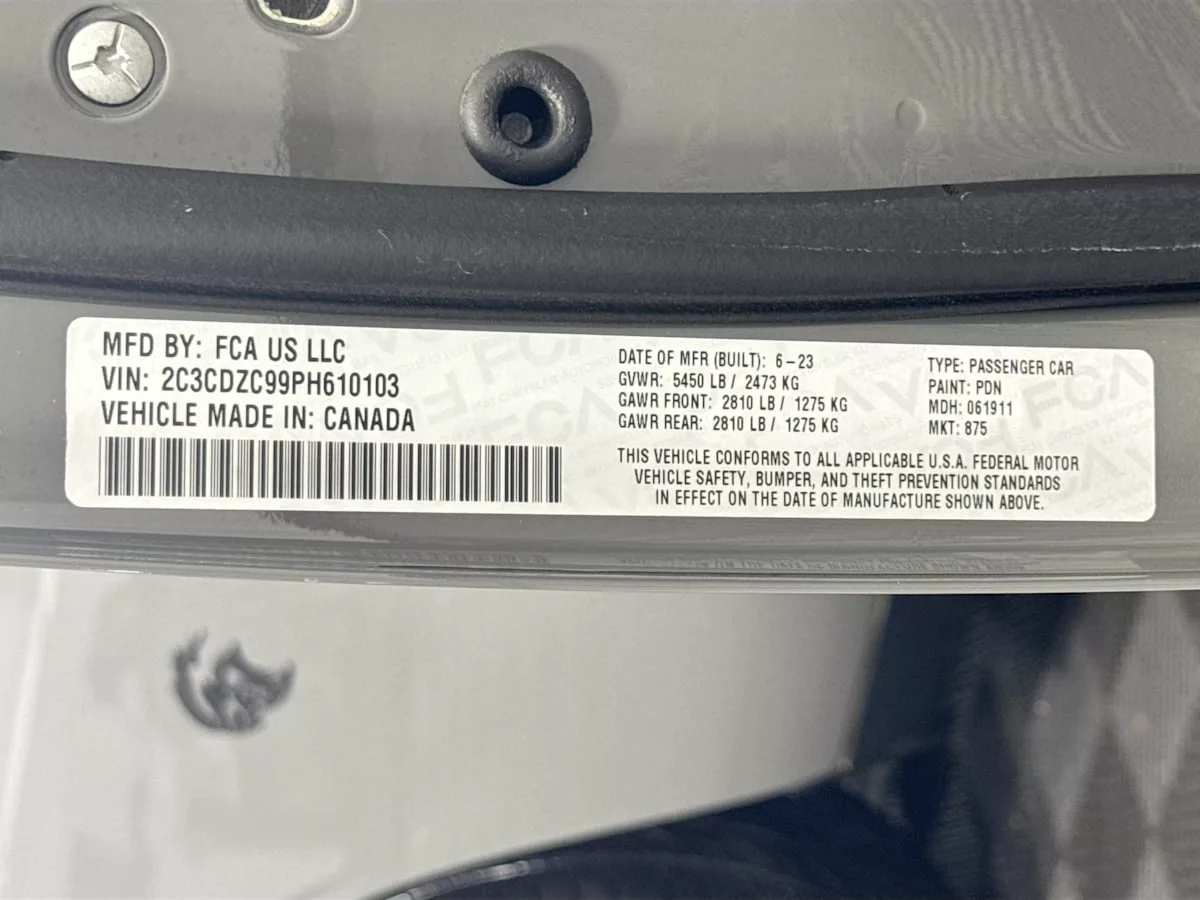 MFD BY: FCA US LLC
VIN: 2C3CDZC99PH610103
VEHICLE MADE IN: CANADA
DATE OF MFR (BUILT): 6-23
GVWR: 5450 LB / 2473 KG
GAWR FRONT: 2810 LB / 1275 KG
GAWR REAR: 2810 LB / 1275 KG
TYPE: PASSENGER CAR
PAINT: PDN
MDH: 061911
MKT: 875
THIS VEHICLE CONFORMS TO ALL APPLICABLE U.S.A. FEDERAL MOTOR
VEHICLE SAFETY, BUMPER, AND THEFT PREVENTION STANDARDS
IN EFFECT ON THE DATE OF MANUFACTURE SHOWN ABOVE.